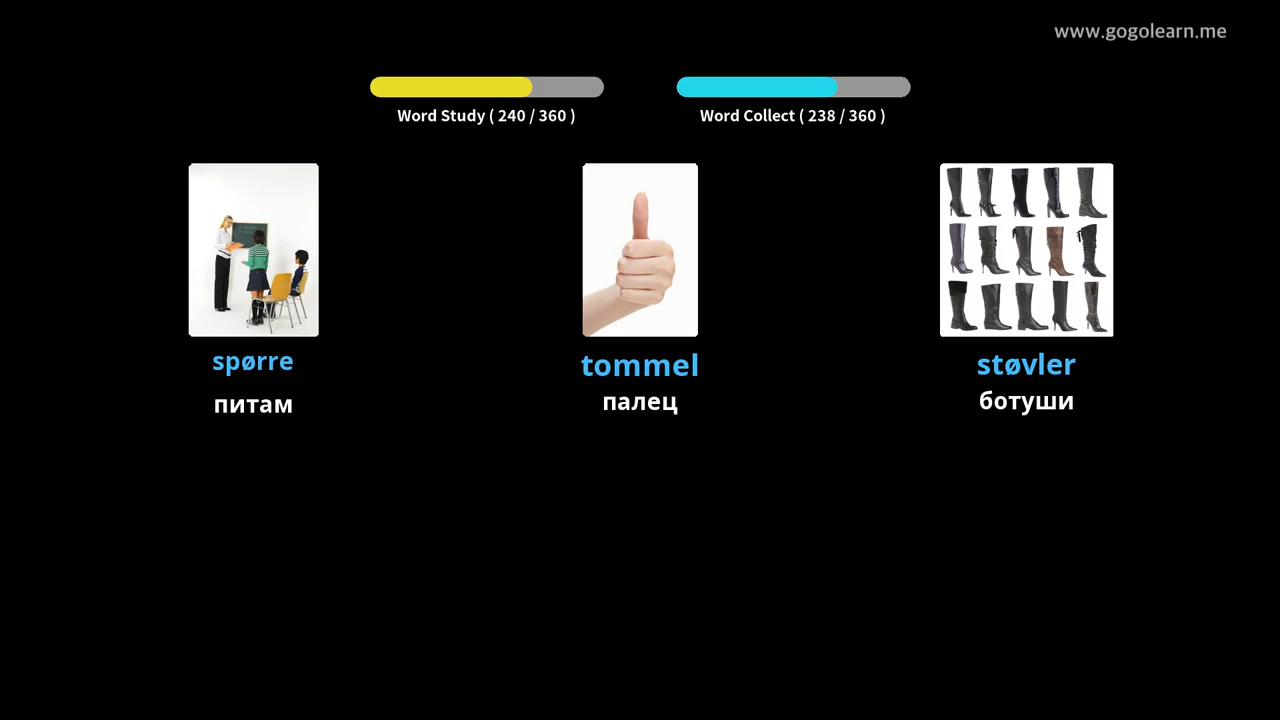 www.gogolearn.me
Word Study ( 240 / 360 )
Word Collect ( 238 / 360 )
spørre
tommel
støvler
питам
палец
ботуши